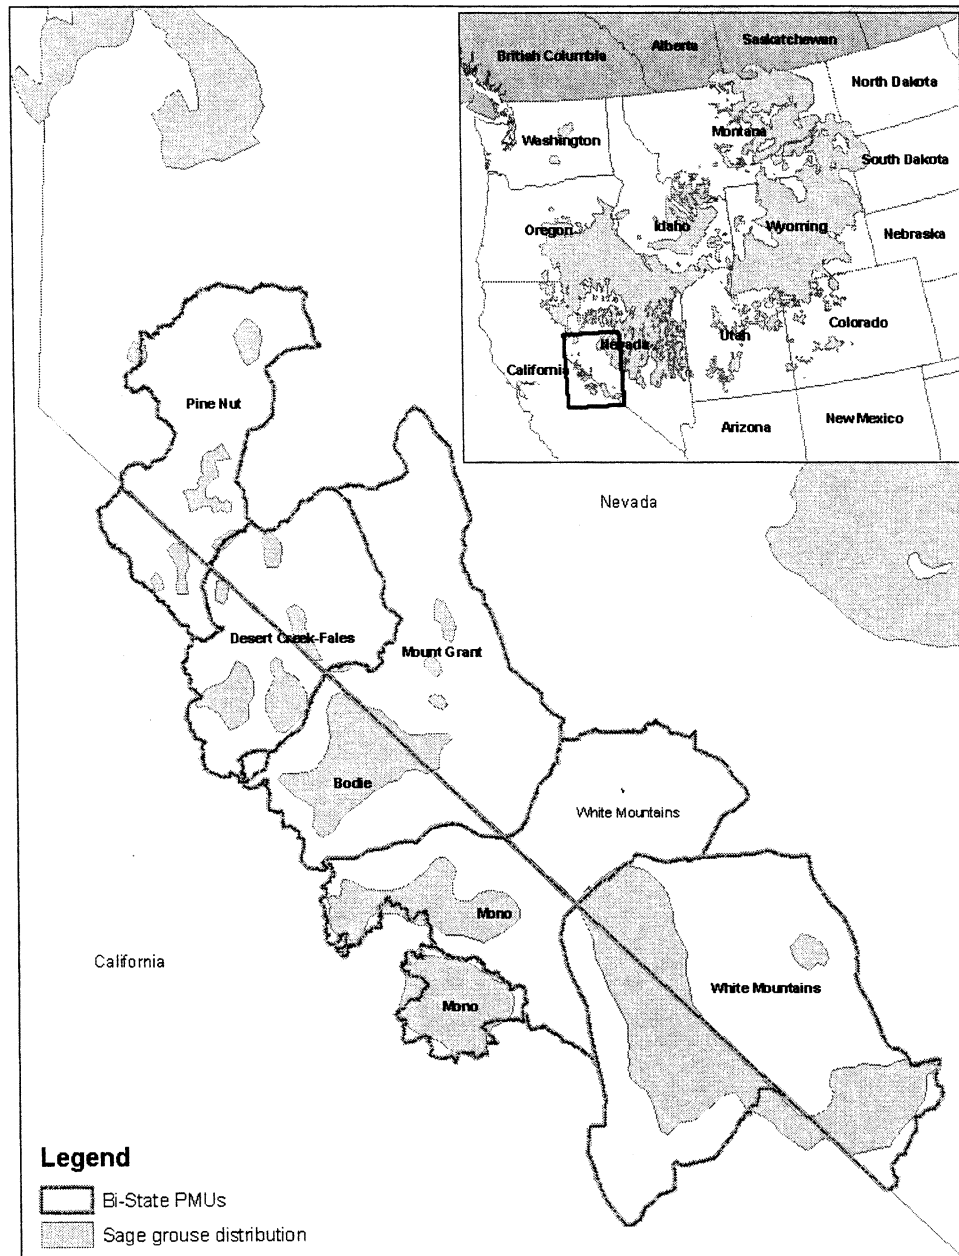 British Columbia
Alberta
Saskatchewan
North Dakota
Washington
Montana
South Dakota
Oregon
Idaho
Wyoming
Nebraska
Nevada
Utah
Colorado
California
Arizona
New Mexico
Pine Nut
Nevada
Desert Creek-Fales
Mount Grant
Bodie
White Mountains
Mono
California
White Mountains
Mono
Legend
Bi-State PMUs
Sage grouse distribution